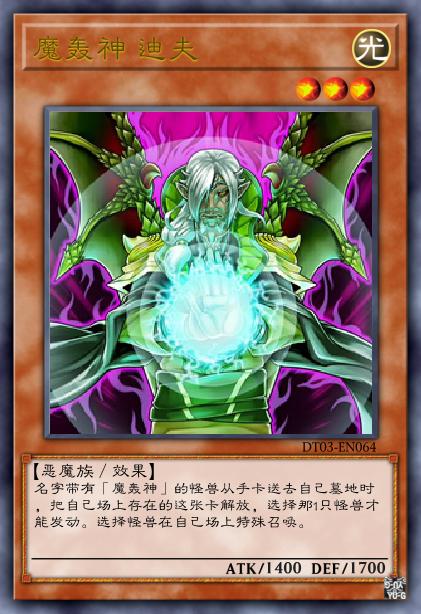 魔轰神 迪夫
光
DT03-EN064
【恶魔族/效果】
名字带有「魔轰神」的怪兽从手卡送去自己墓地时
，把自己场上存在的这张卡解放，选择那1只怪兽才
能发动。选择怪兽在自己场上特殊召唤。
ATK/1400 DEF/1700